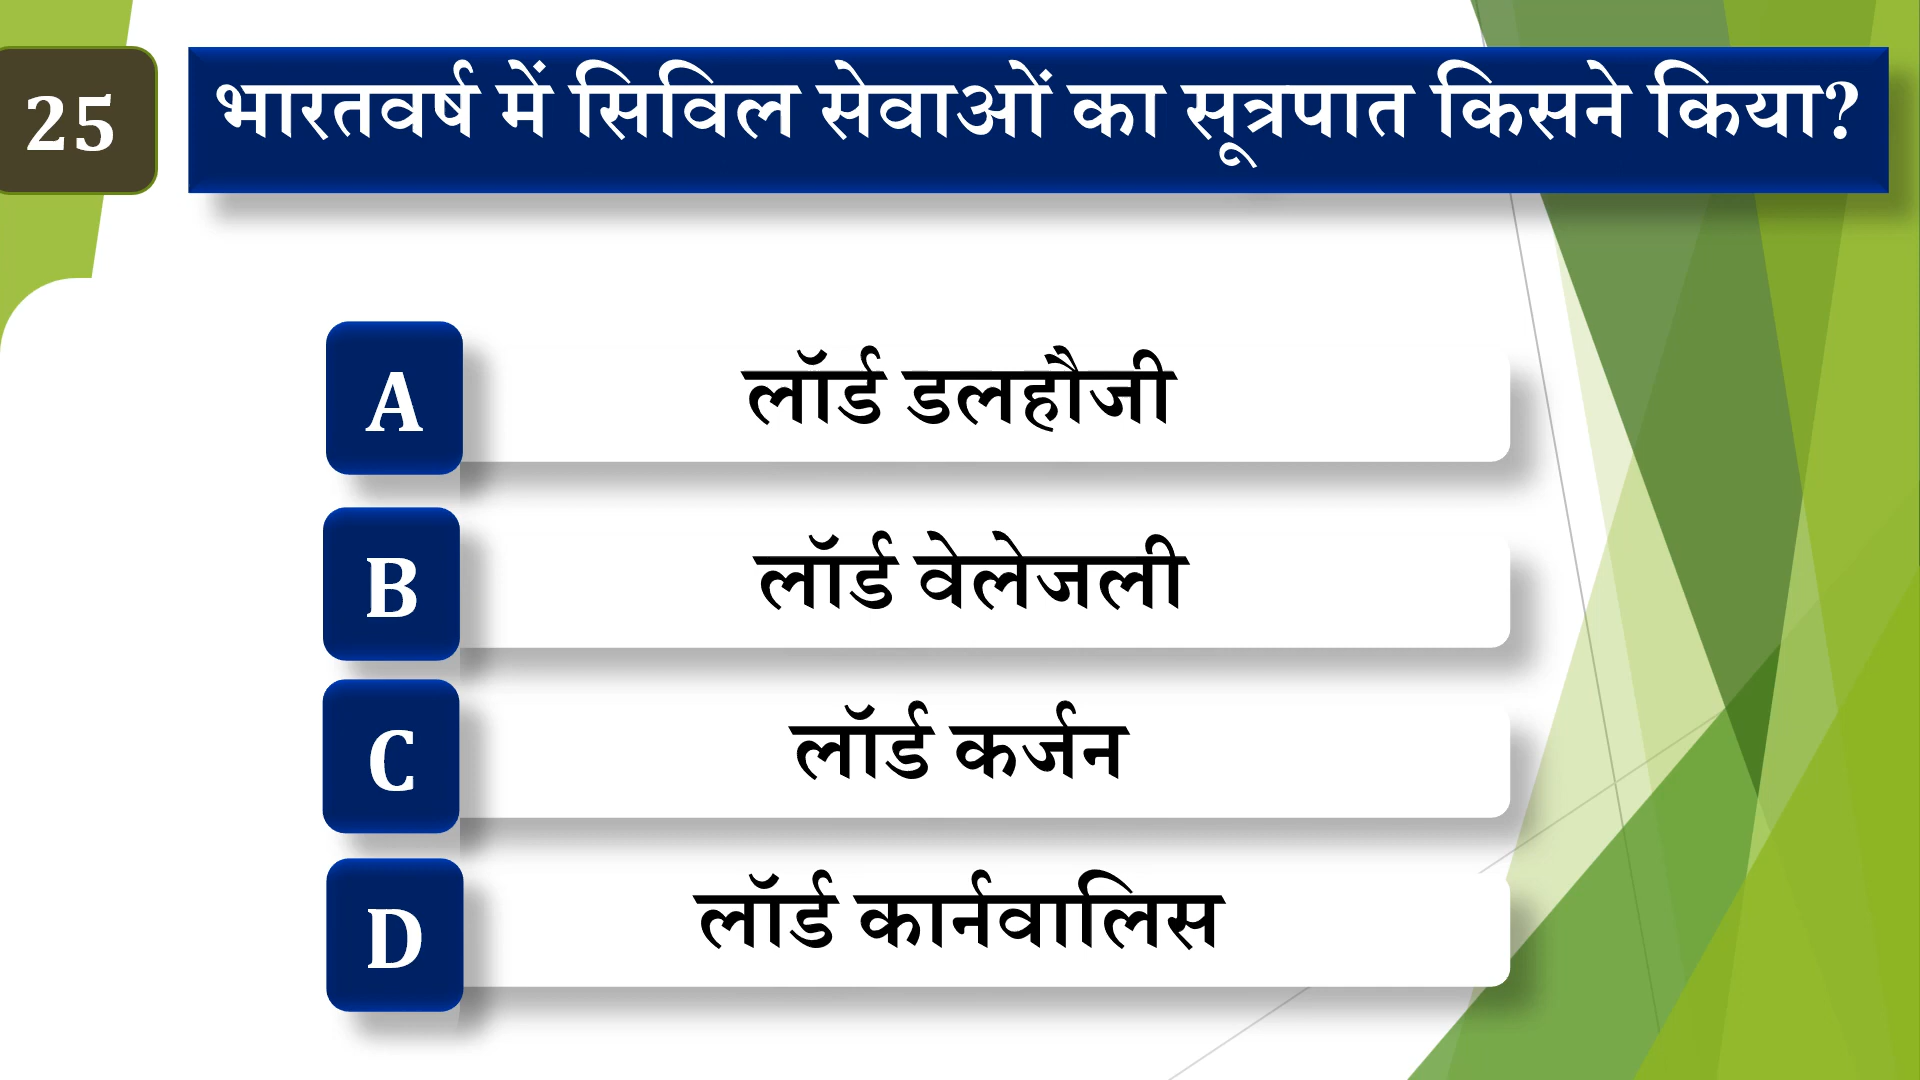 25
भारतवर्ष में सिविल सेवाओं का सूत्रपात किसने किया?
A
लॉर्ड डलहौजी
B
लॉर्ड वेलेजली
C
लॉर्ड कर्जन
D
लॉर्ड कार्नवालिस